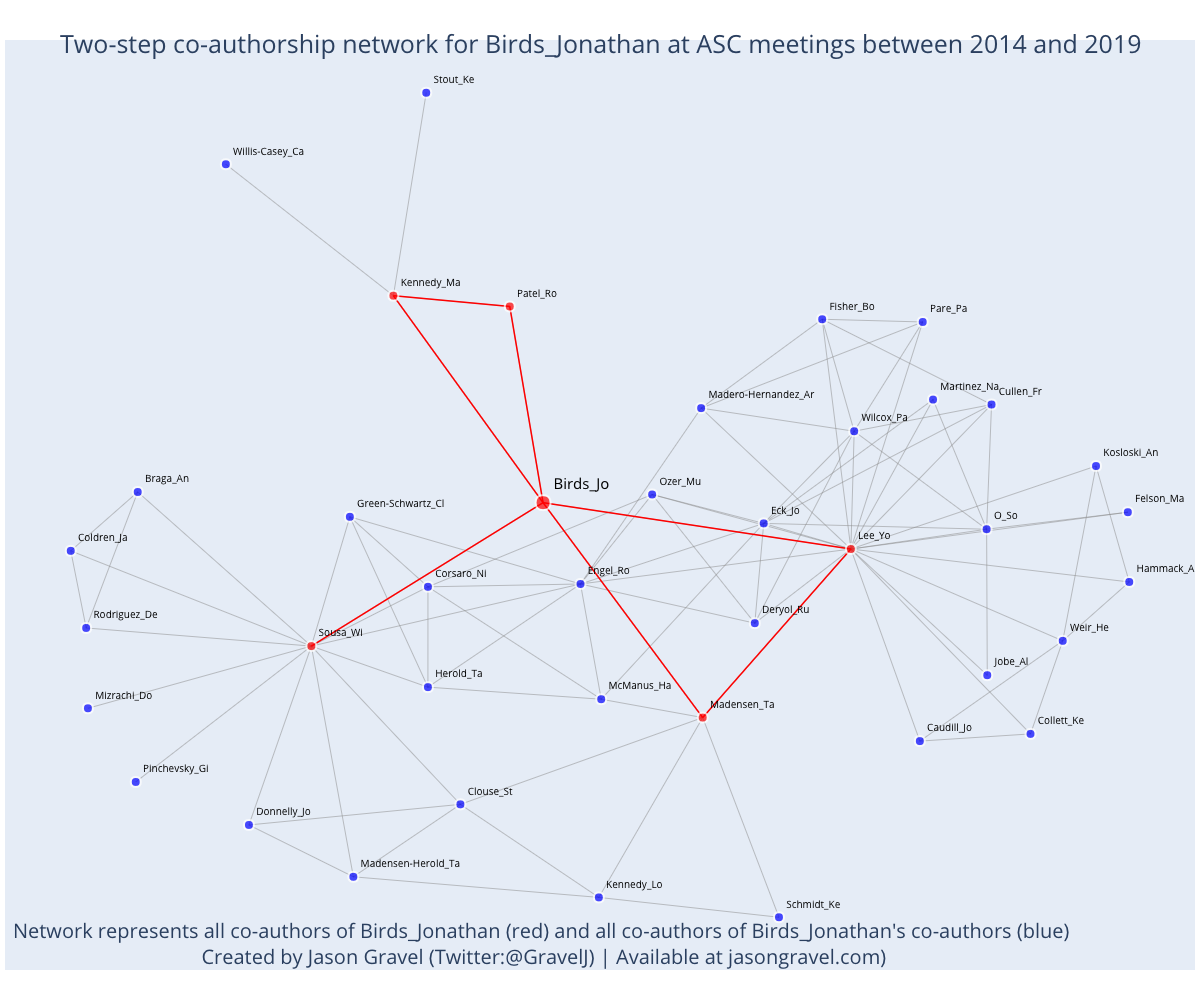 Two-step co-authorship network for Birds_Jonathan at ASC meetings between 2014 and 2019
Stout_Ke
Willis-Casey_Ca
Kennedy_Ma
Patel_Ro
Fisher_Bo
Pare_Pa
Martinez_Na
Cullen_Fr
Madero-Hernandez_Ar
Wilcox_Pa
Kosloski_An
Braga_An
Birds_Jo
Ozer_Mu
Felson_Ma
Green-Schwartz_Cl
Eck_Jo
O_So
Coldren_Ja
Lee_Yo
Corsaro_Ni
Engel_Ro
Hammack_A
Rodriguez_De
Deryol_Ru
Sousa_Wi
Weir_He
Jobe_Al
Herold_Ta
McManus_Ha
Mizrachi_Do
Madensen_Ta
Caudill_Jo
Collett_Ke
Pinchevsky_Gi
Clouse_St
Donnelly_Jo
Madensen-Herold_Ta
Kennedy_Lo
Schmidt_Ke
Network represents all co-authors of Birds_Jonathan (red) and all co-authors of Birds_Jonathan's co-authors (blue)
Created by Jason Gravel (Twitter:@GravelJ) | Available at jasongravel.com)